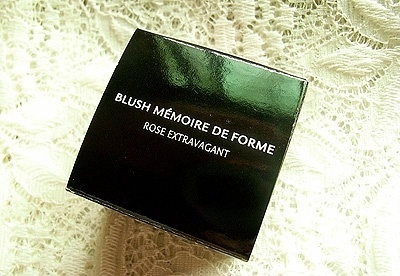 BLUSH MÉMOIRE DE FORME
ROSE EXTRAVAGANT